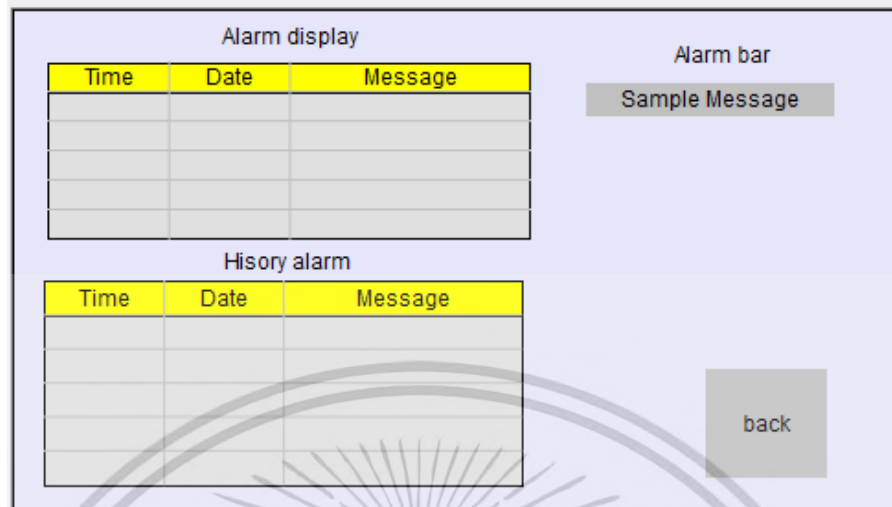 Alarm display
Time Date Message
Alarm bar
Sample Message
Hisory alarm
Time Date Message
back